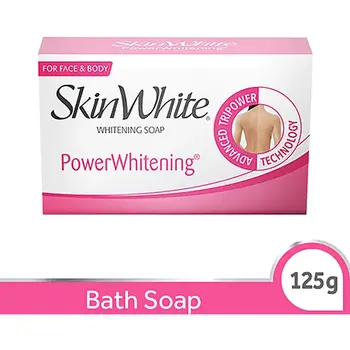 FOR FACE & BODY
SkinWhite®
WHITENING SOAP
PowerWhitening®
ADVANCED TRIPOWER
TECHNOLOGY
125g
Bath Soap